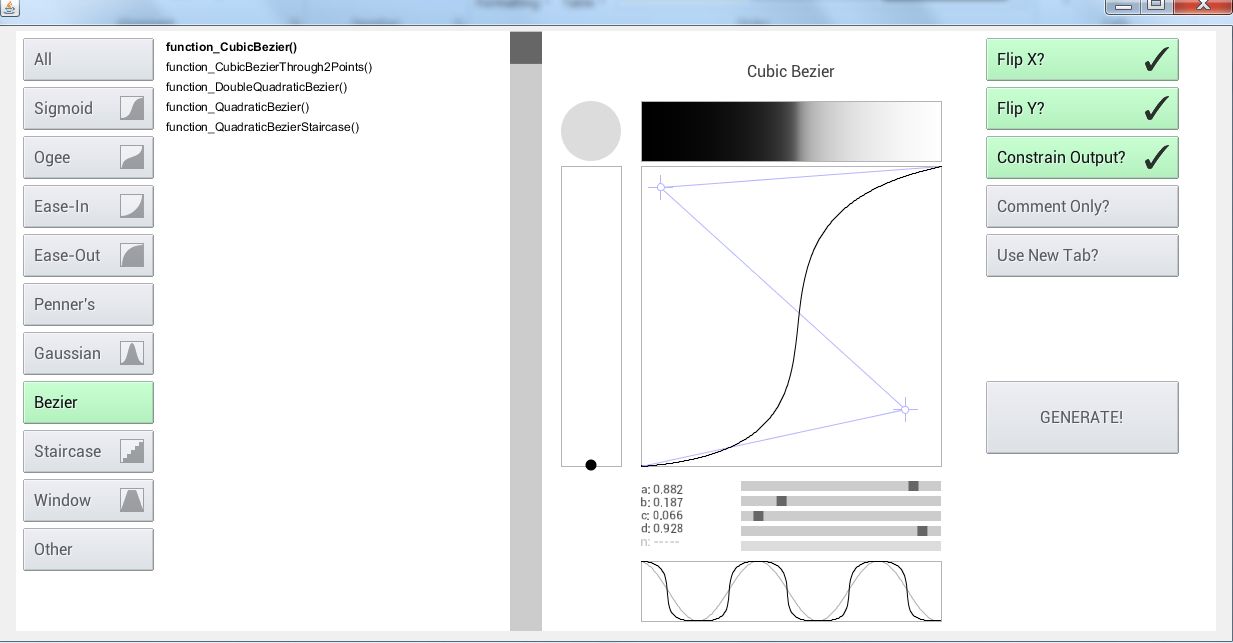 All
Sigmoid
Ogee
Ease-In
Ease-Out
Penner's
Gaussian
Bezier
Staircase
Window
Other
function_CubicBezier()
function_CubicBezierThrough2Points()
function_DoubleQuadraticBezier()
function_QuadraticBezier()
function_QuadraticBezierStaircase()
Cubic Bezier
a: 0.882
b: 0.187
c: 0.066
d: 0.928
n: -----
Flip X?
Flip Y?
Constrain Output?
Comment Only?
Use New Tab?
GENERATE!